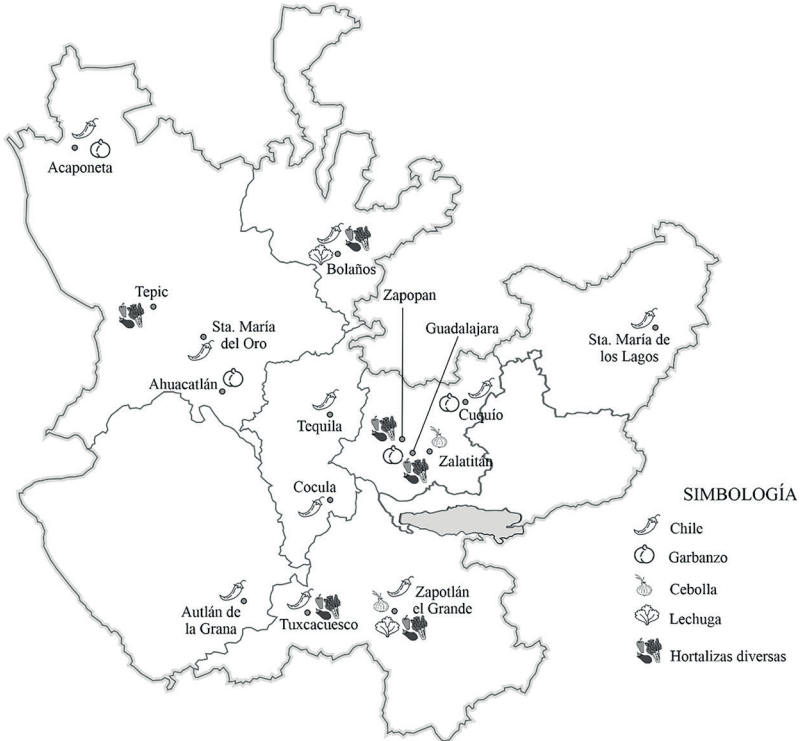 Acaponeta
Bolaños
Tepic
Zapopan
Sta. María
del Oro
Guadalajara
Sta. María de
los Lagos
Ahuacatlán
Cuquío
Tequila
Zalatitán
Cocula
SIMBOLOGÍA
Chile
Garbanzo
Cebolla
Lechuga
Hortalizas diversas
Autlán de
la Grana
Tuxcacuesco
Zapotlán
el Grande